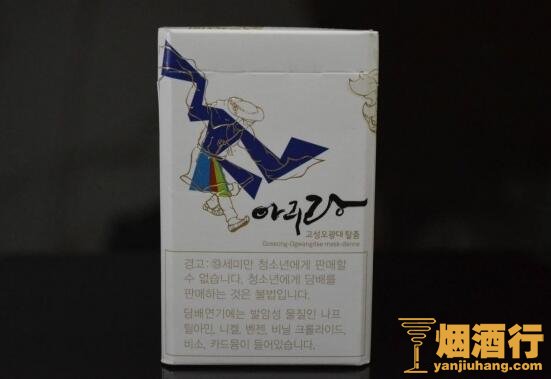 아리랑
고성오광대 탈춤
Goseong-Ogwangdae mask-dance
경고: ⑲세미만 청소년에게 판매할
수 없습니다. 청소년에게 담배를
판매하는 것은 불법입니다.
담배연기에는 발암성 물질인 나프
틸아민, 니켈, 벤젠, 비닐 크롤라이드,
비소, 카드뮴이 들어있습니다.
烟酒行
yanjiuhang.com